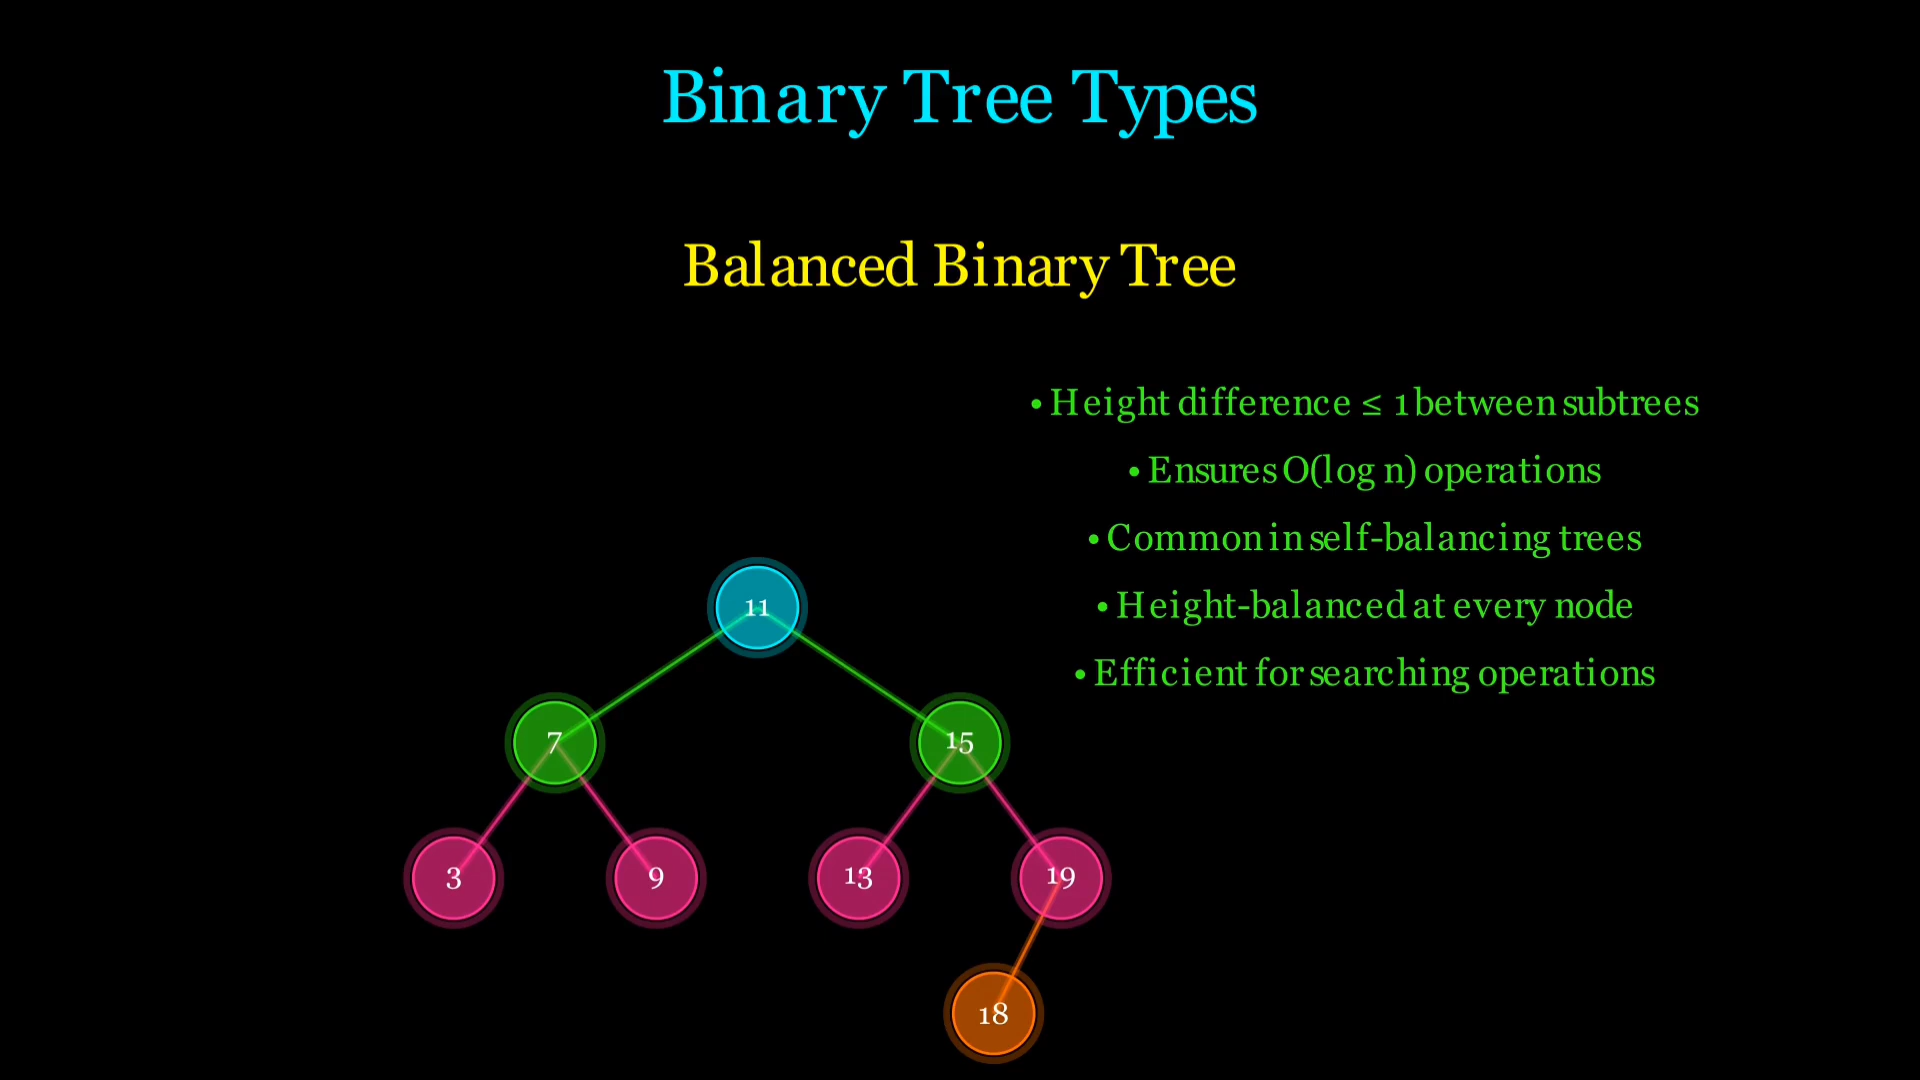 Binary Tree Types
Balanced Binary Tree
• Height difference ≤ 1 between subtrees
• Ensures O(log n) operations
• Common in self-balancing trees
• Height-balanced at every node
• Efficient for searching operations
11
7
15
3
9
13
19
18